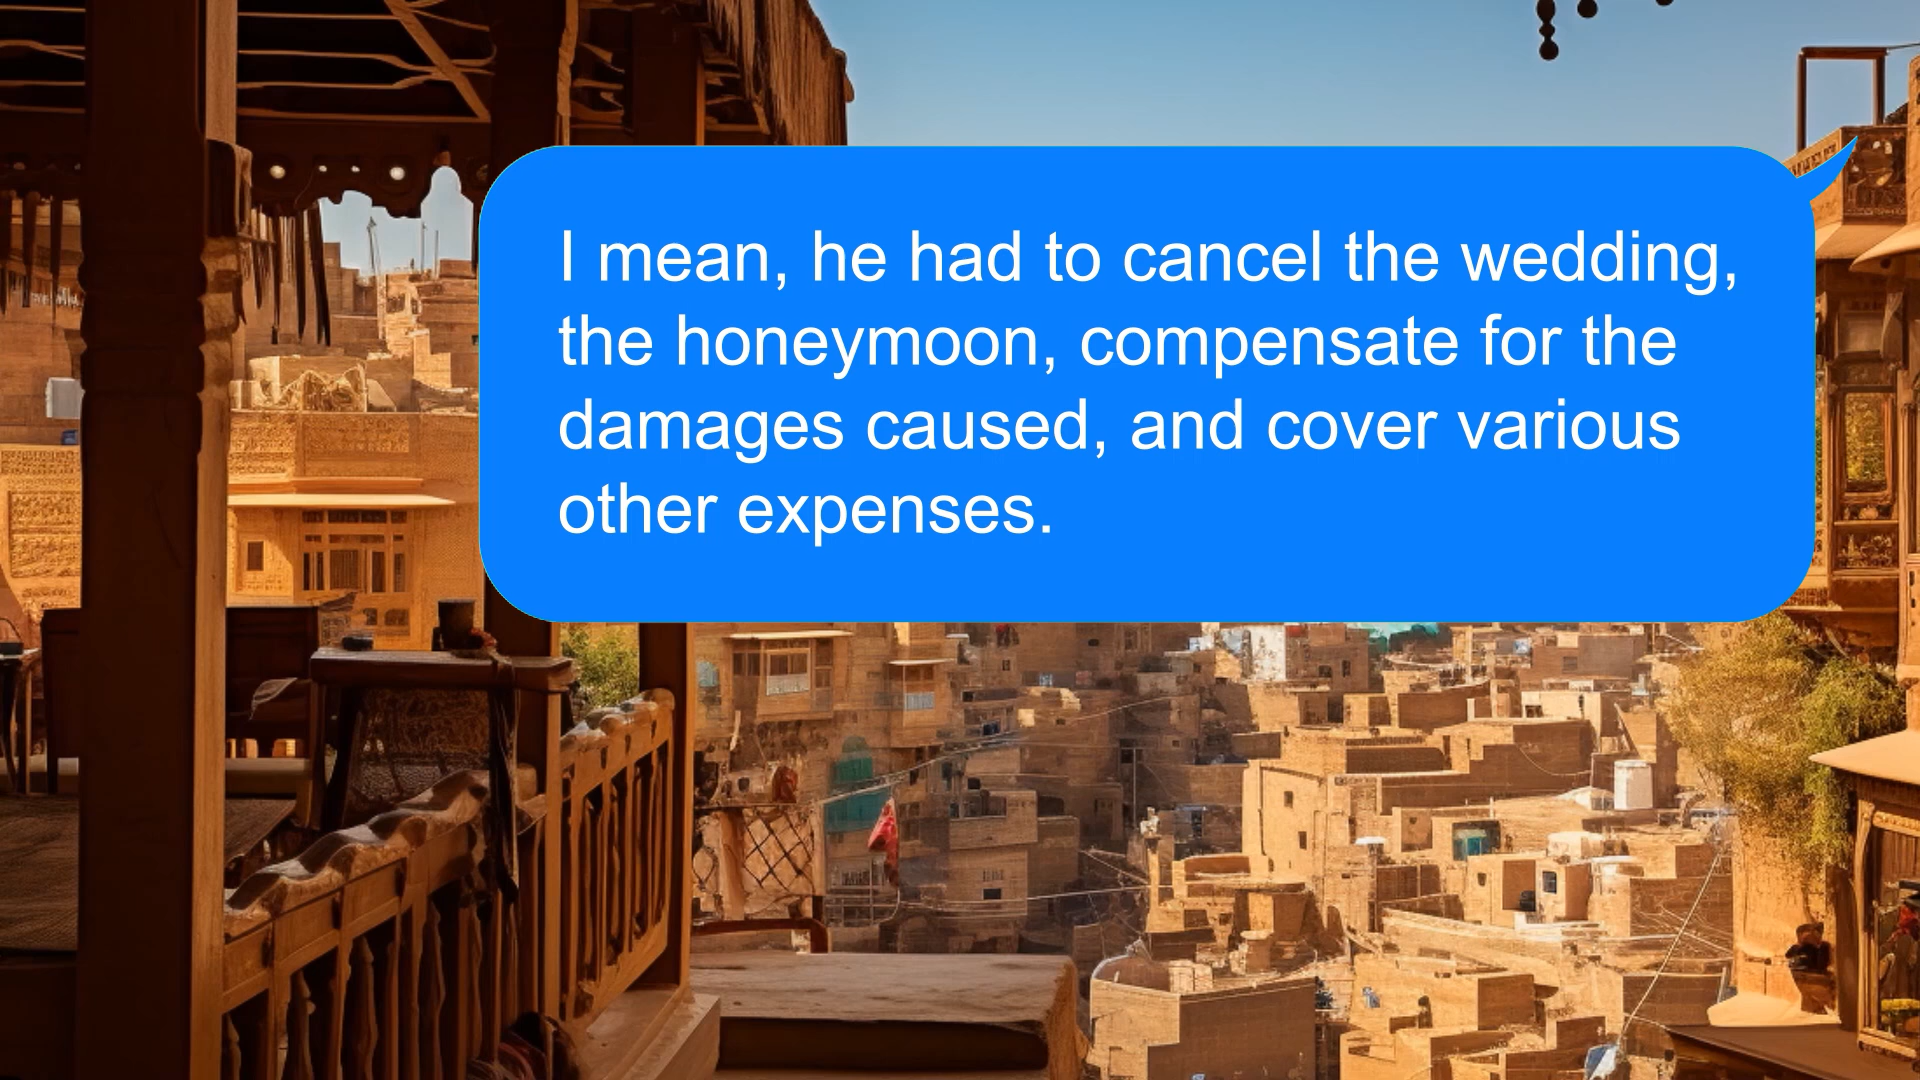 I mean, he had to cancel the wedding,
the honeymoon, compensate for the
damages caused, and cover various
other expenses.